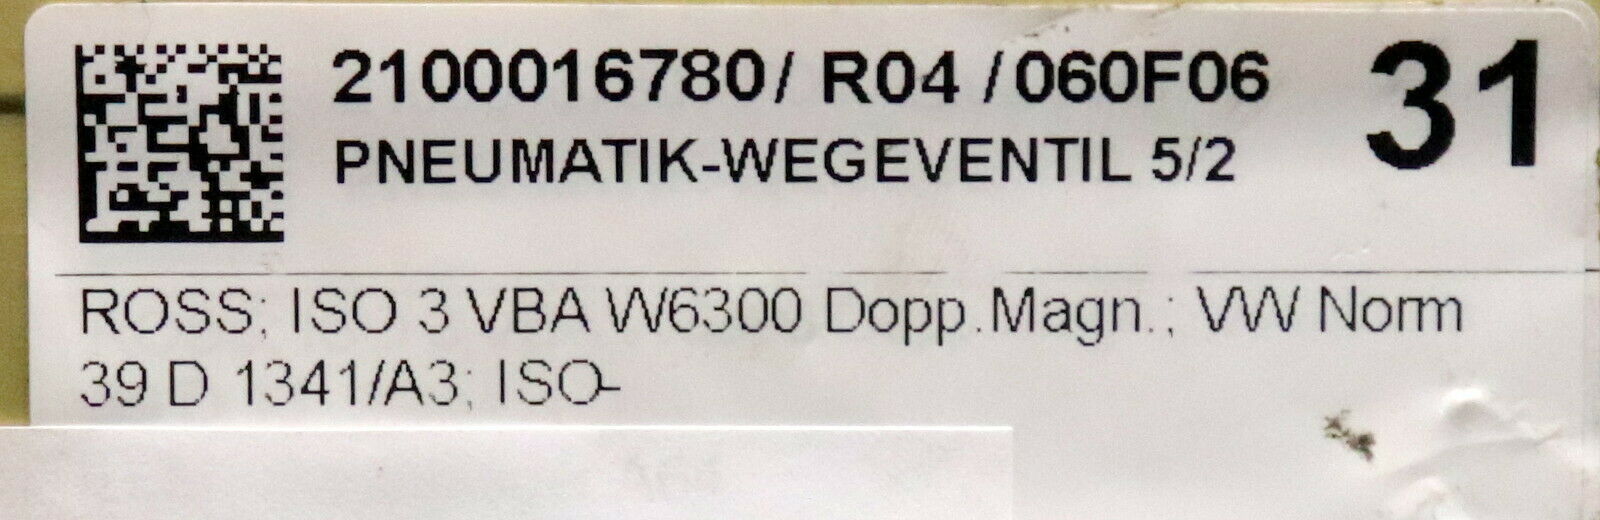 2100016780/ R04 /060F06
31
PNEUMATIK-WEGEVENTIL 5/2
ROSS; ISO 3 VBA W6300 Dopp.Magn.; VW Norm
39 D 1341/A3; ISO-